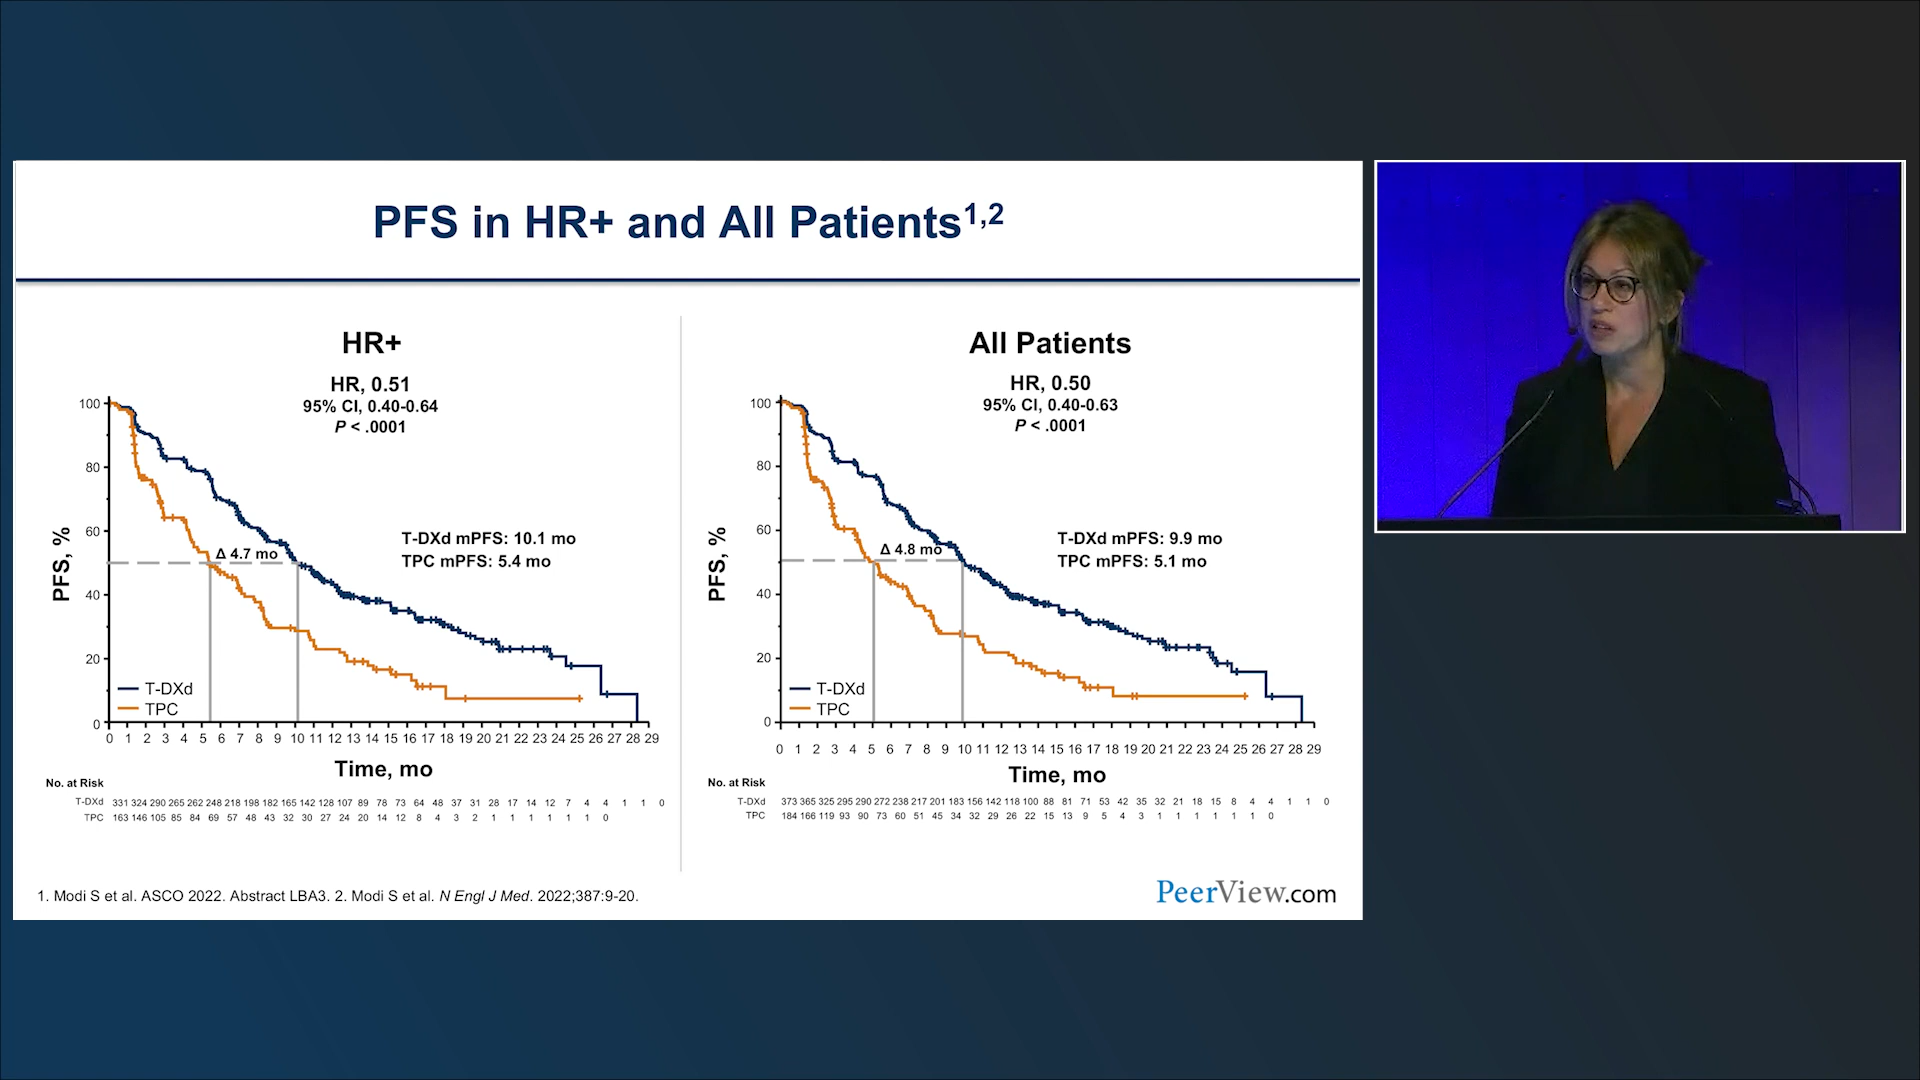 PFS in HR+ and All Patients1,2
HR+
HR, 0.51
95% CI, 0.40-0.64
P < .0001
T-DXd mPFS: 10.1 mo
TPC mPFS: 5.4 mo
Δ 4.7 mo
PFS, %
100
80
60
40
20
0
T-DXd
TPC
0 1 2 3 4 5 6 7 8 9 10 11 12 13 14 15 16 17 18 19 20 21 22 23 24 25 26 27 28 29
Time, mo
No. at Risk
T-DXd 331 324 290 265 262 248 218 198 182 165 142 128 107 89 78 73 64 48 37 31 28 17 14 12 7 4 4 1 1 0
TPC 163 146 105 85 84 69 57 48 43 32 30 27 24 20 14 12 8 4 3 2 1 1 1 1 1 1 0
All Patients
HR, 0.50
95% CI, 0.40-0.63
P < .0001
T-DXd mPFS: 9.9 mo
TPC mPFS: 5.1 mo
Δ 4.8 mo
PFS, %
100
80
60
40
20
0
T-DXd
TPC
0 1 2 3 4 5 6 7 8 9 10 11 12 13 14 15 16 17 18 19 20 21 22 23 24 25 26 27 28 29
Time, mo
No. at Risk
T-DXd 373 365 325 295 290 272 238 217 201 183 156 142 118 100 88 81 71 53 42 35 32 21 18 15 8 4 4 1 1 0
TPC 184 166 119 93 90 73 60 51 45 34 32 29 26 22 15 13 9 5 4 3 1 1 1 1 1 1 0
1. Modi S et al. ASCO 2022. Abstract LBA3. 2. Modi S et al. N Engl J Med. 2022;387:9-20.
PeerView.com